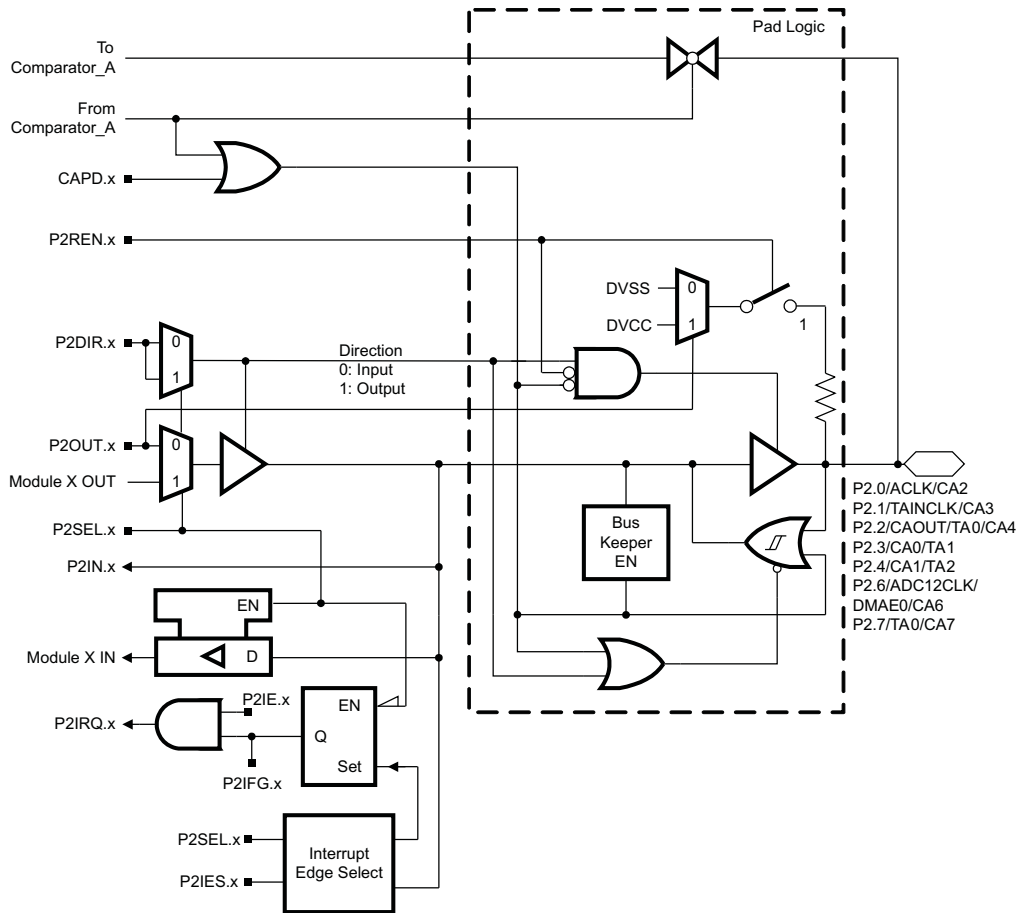 Pad Logic
To
Comparator_A
From
Comparator_A
CAPD.x
P2REN.x
DVSS
0
DVCC
1
1
P2DIR.x
0
1
Direction
0: Input
1: Output
P2OUT.x
0
Module X OUT
1
P2SEL.x
P2IN.x
Bus
Keeper
EN
P2.0/ACLK/CA2
P2.1/TAINCLK/CA3
P2.2/CAOUT/TA0/CA4
P2.3/CA0/TA1
P2.4/CA1/TA2
P2.6/ADC12CLK/
DMAE0/CA6
P2.7/TA0/CA7
EN
Module X IN
D
P2IE.x
EN
P2IRQ.x
Q
P2IFG.x
Set
P2SEL.x
P2IES.x
Interrupt
Edge Select